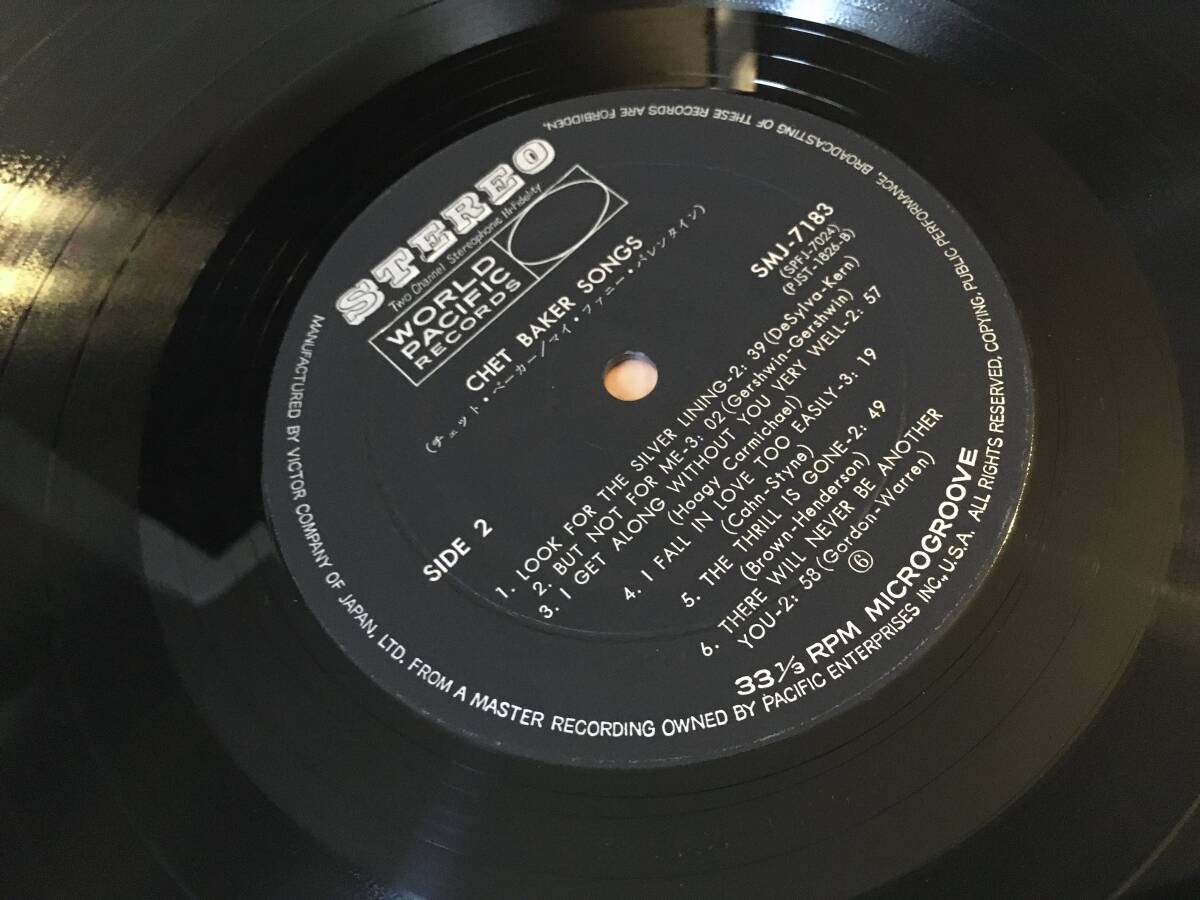 STEREO
Two Channel Stereophonic Hi-Fidelity
WORLD
PACIFIC
RECORDS
CHET BAKER SONGS
(チェット・ベーカー/マイ・ファニー・バレンタイン)
SMJ-7183
(SPFJ-7024)
(PJST-1826-B)
SIDE 2
1. LOOK FOR THE SILVER LINING-2: 39 (DeSylva-Kern)
2. BUT NOT FOR ME-3: 02 (Gershwin-Gershwin)
3. I GET ALONG WITHOUT YOU VERY WELL-2: 57
(Hoagy Carmichael)
4. I FALL IN LOVE TOO EASILY-3: 19
(Cahn-Styne)
5. THE THRILL IS GONE-2: 49
(Brown-Henderson)
6. THERE WILL NEVER BE ANOTHER
YOU-2: 58 (Gordon-Warren)
⑥
33 1/3 RPM MICROGROOVE
MANUFACTURED BY VICTOR COMPANY OF JAPAN, LTD. FROM A MASTER RECORDING OWNED BY PACIFIC ENTERPRISES INC., U.S.A. ALL RIGHTS RESERVED, COPYING, PUBLIC PERFORMANCE, BROADCASTING OF THESE RECORDS ARE FORBIDDEN.